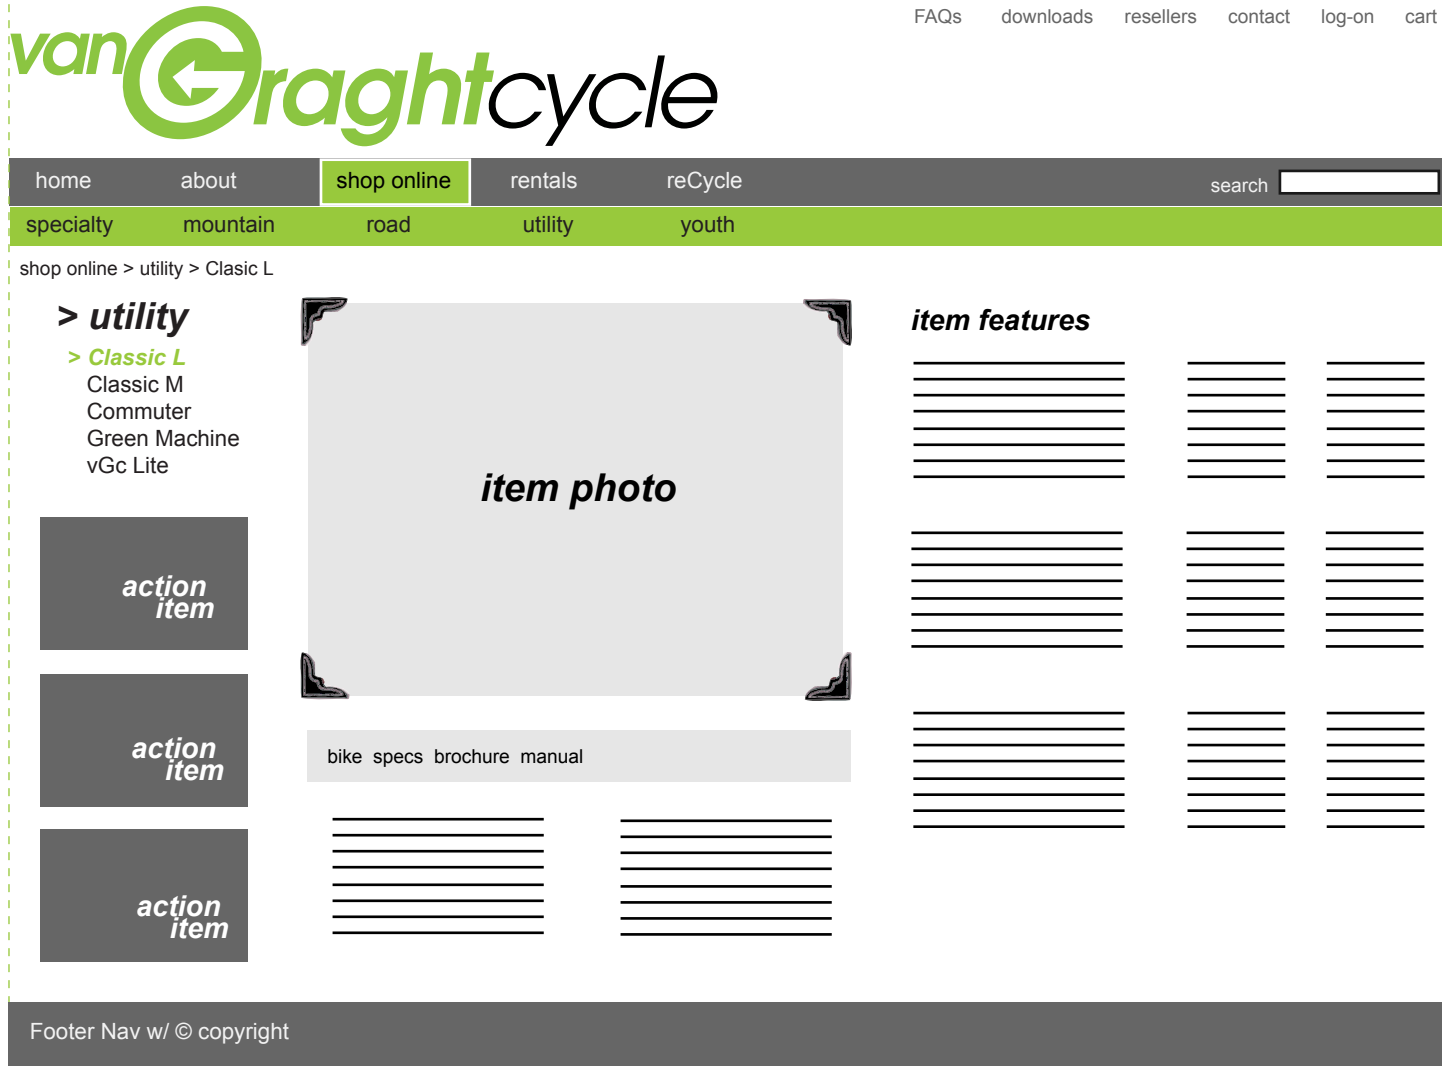 FAQs downloads resellers contact log-on cart
vanGraghtcycle
home about shop online rentals reCycle search
specialty mountain road utility youth
shop online > utility > Clasic L
> utility
> Classic L
Classic M
Commuter
Green Machine
vGc Lite
action
item
action
item
action
item
item photo
bike specs brochure manual
item features
Footer Nav w/ © copyright